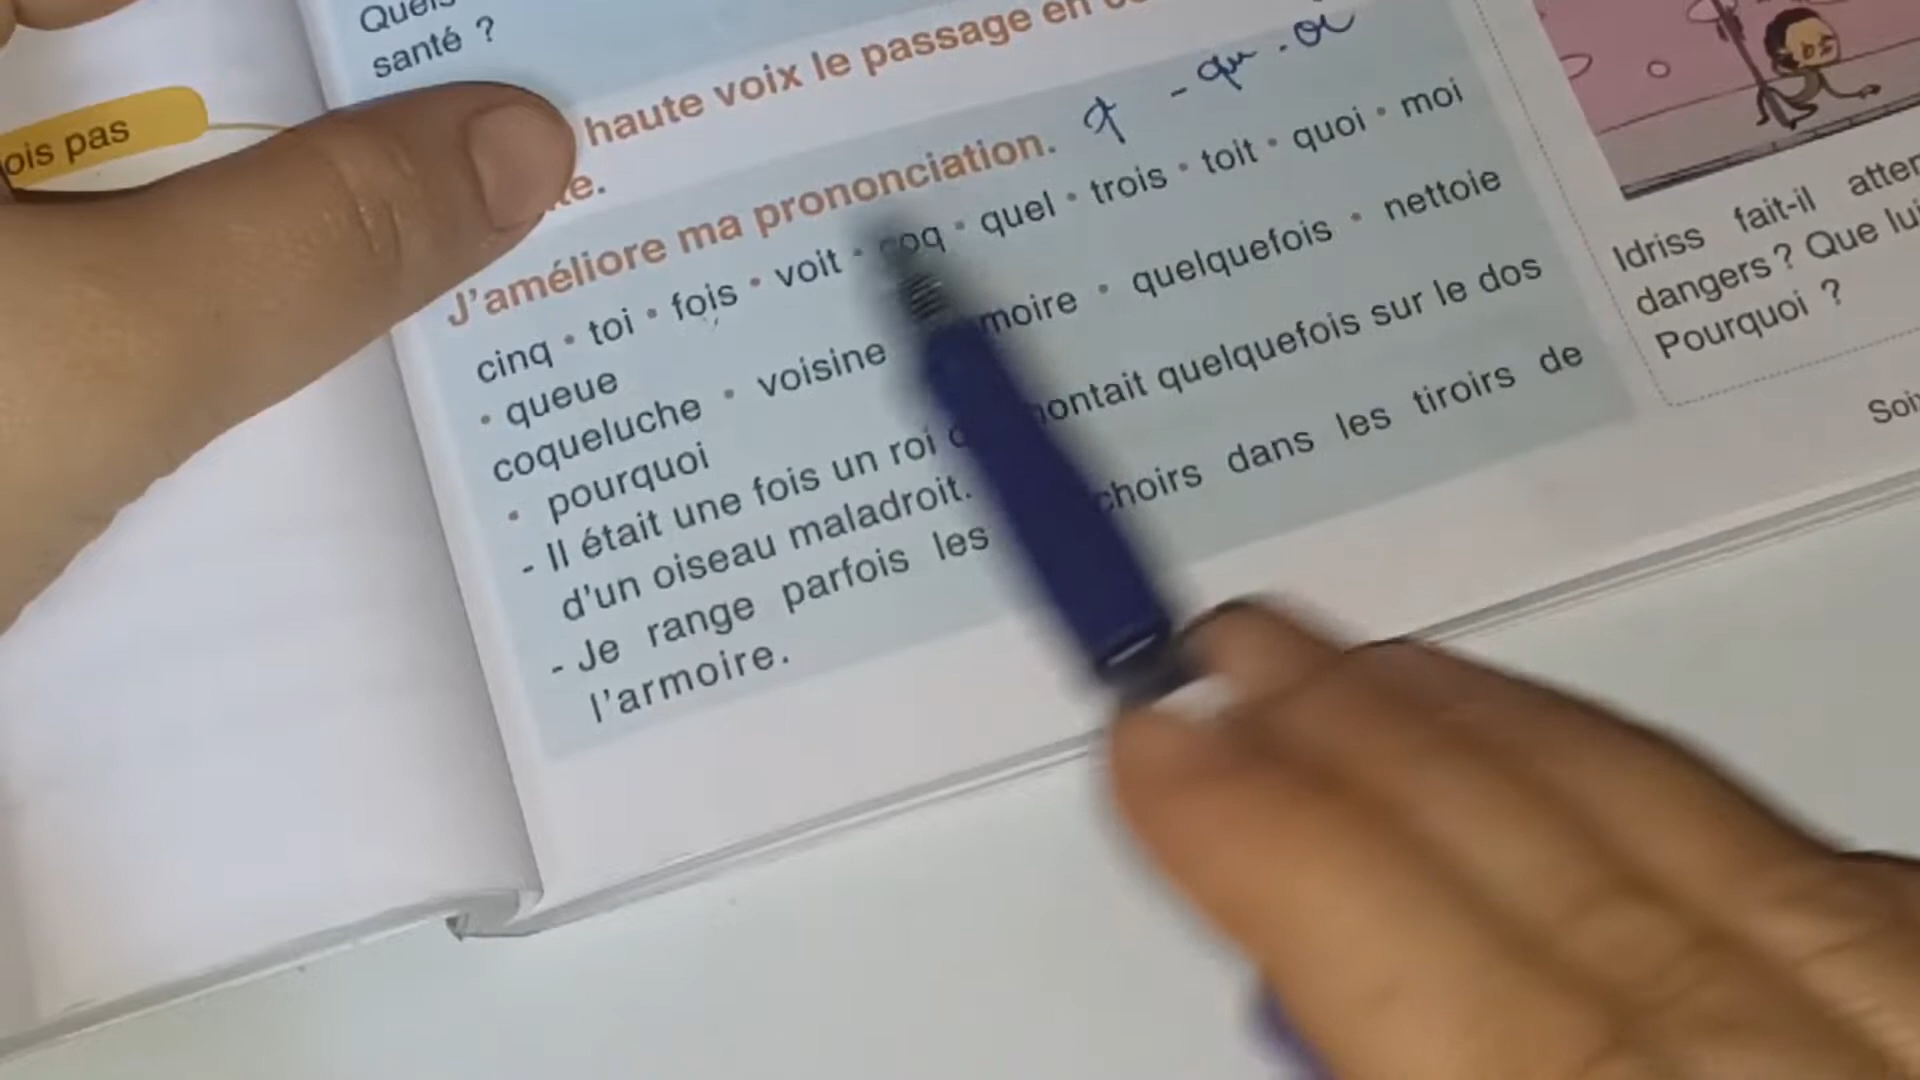 santé ?
ois pas
haute voix le passage en
te.
J'améliore ma prononciation. q - qu - oi
cinq • toi • fois • voit • coq • quel • trois • toit • quoi • moi
• queue
coqueluche • voisine moire • quelquefois • nettoie
• pourquoi
- Il était une fois un roi montait quelquefois sur le dos
d'un oiseau maladroit.
- Je range parfois les choirs dans les tiroirs de
l'armoire.
Idriss fait-il
dangers ? Que lui
Pourquoi ?